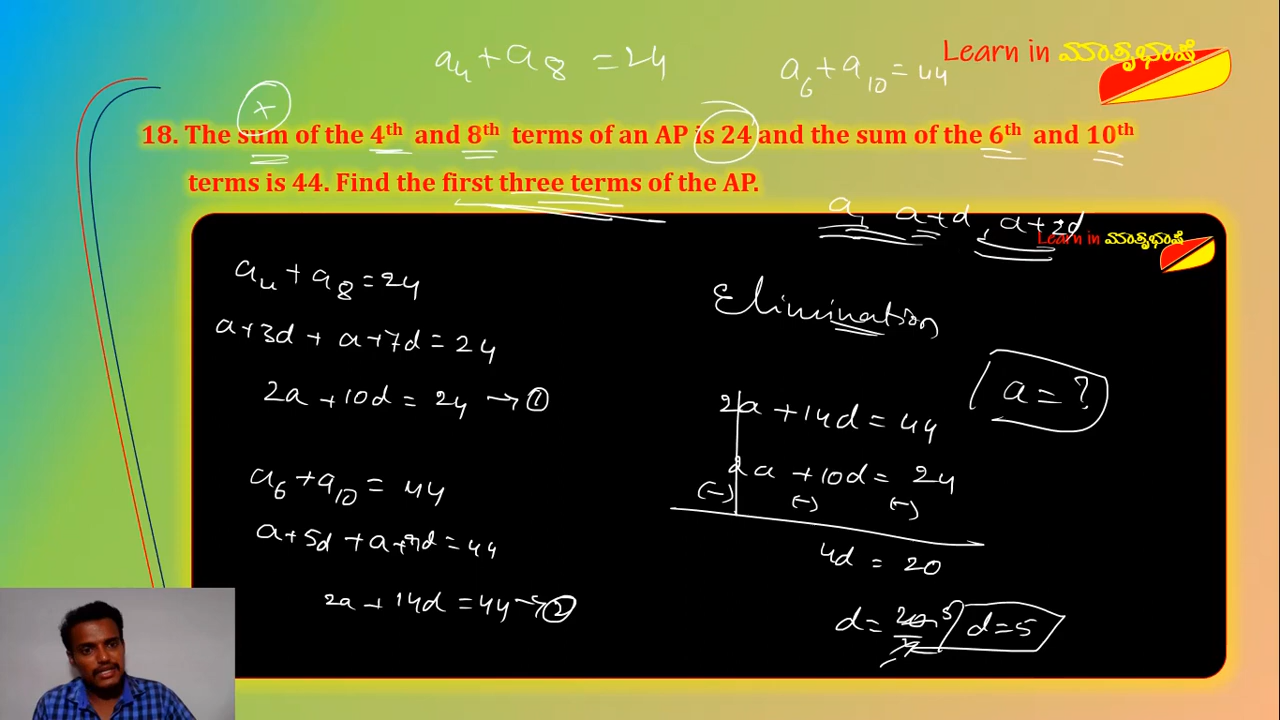 a₄ + a₈ = 24
a₆ + a₁₀ = 44
Learn in ಮಾತೃಭಾಷೆ
+
18. The sum of the 4th and 8th terms of an AP is 24 and the sum of the 6th and 10th
terms is 44. Find the first three terms of the AP.
a, a+d, a+2d
Learn in ಮಾತೃಭಾಷೆ
a₄ + a₈ = 24
a+3d + a+7d = 24
2a + 10d = 24 → ①
a₆ + a₁₀ = 44
a+5d + a+9d = 44
2a + 14d = 44 → ②
Elimination
a = ?
2a + 14d = 44
2a + 10d = 24
(-) (-) (-)
4d = 20
d = 20/4 5
d = 5